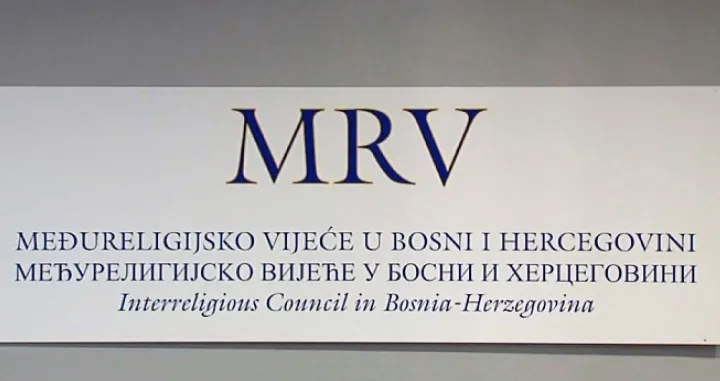 MRV
MEĐURELIGIJSKO VIJEĆE U BOSNI I HERCEGOVINI
МЕЂУРЕЛИГИЈСКО ВИЈЕЋЕ У БОСНИ И ХЕРЦЕГОВИНИ
Interreligious Council in Bosnia-Herzegovina